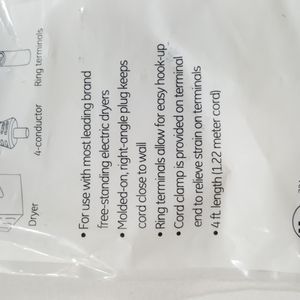 Ring terminals
4-conductor
Dryer
• For use with most leading brand
free-standing electric dryers
• Molded-on, right-angle plug keeps
cord close to wall
• Ring terminals allow for easy hook-up
• Cord clamp is provided on terminal
end to relieve strain on terminals
• 4 ft. length (1.22 meter cord)